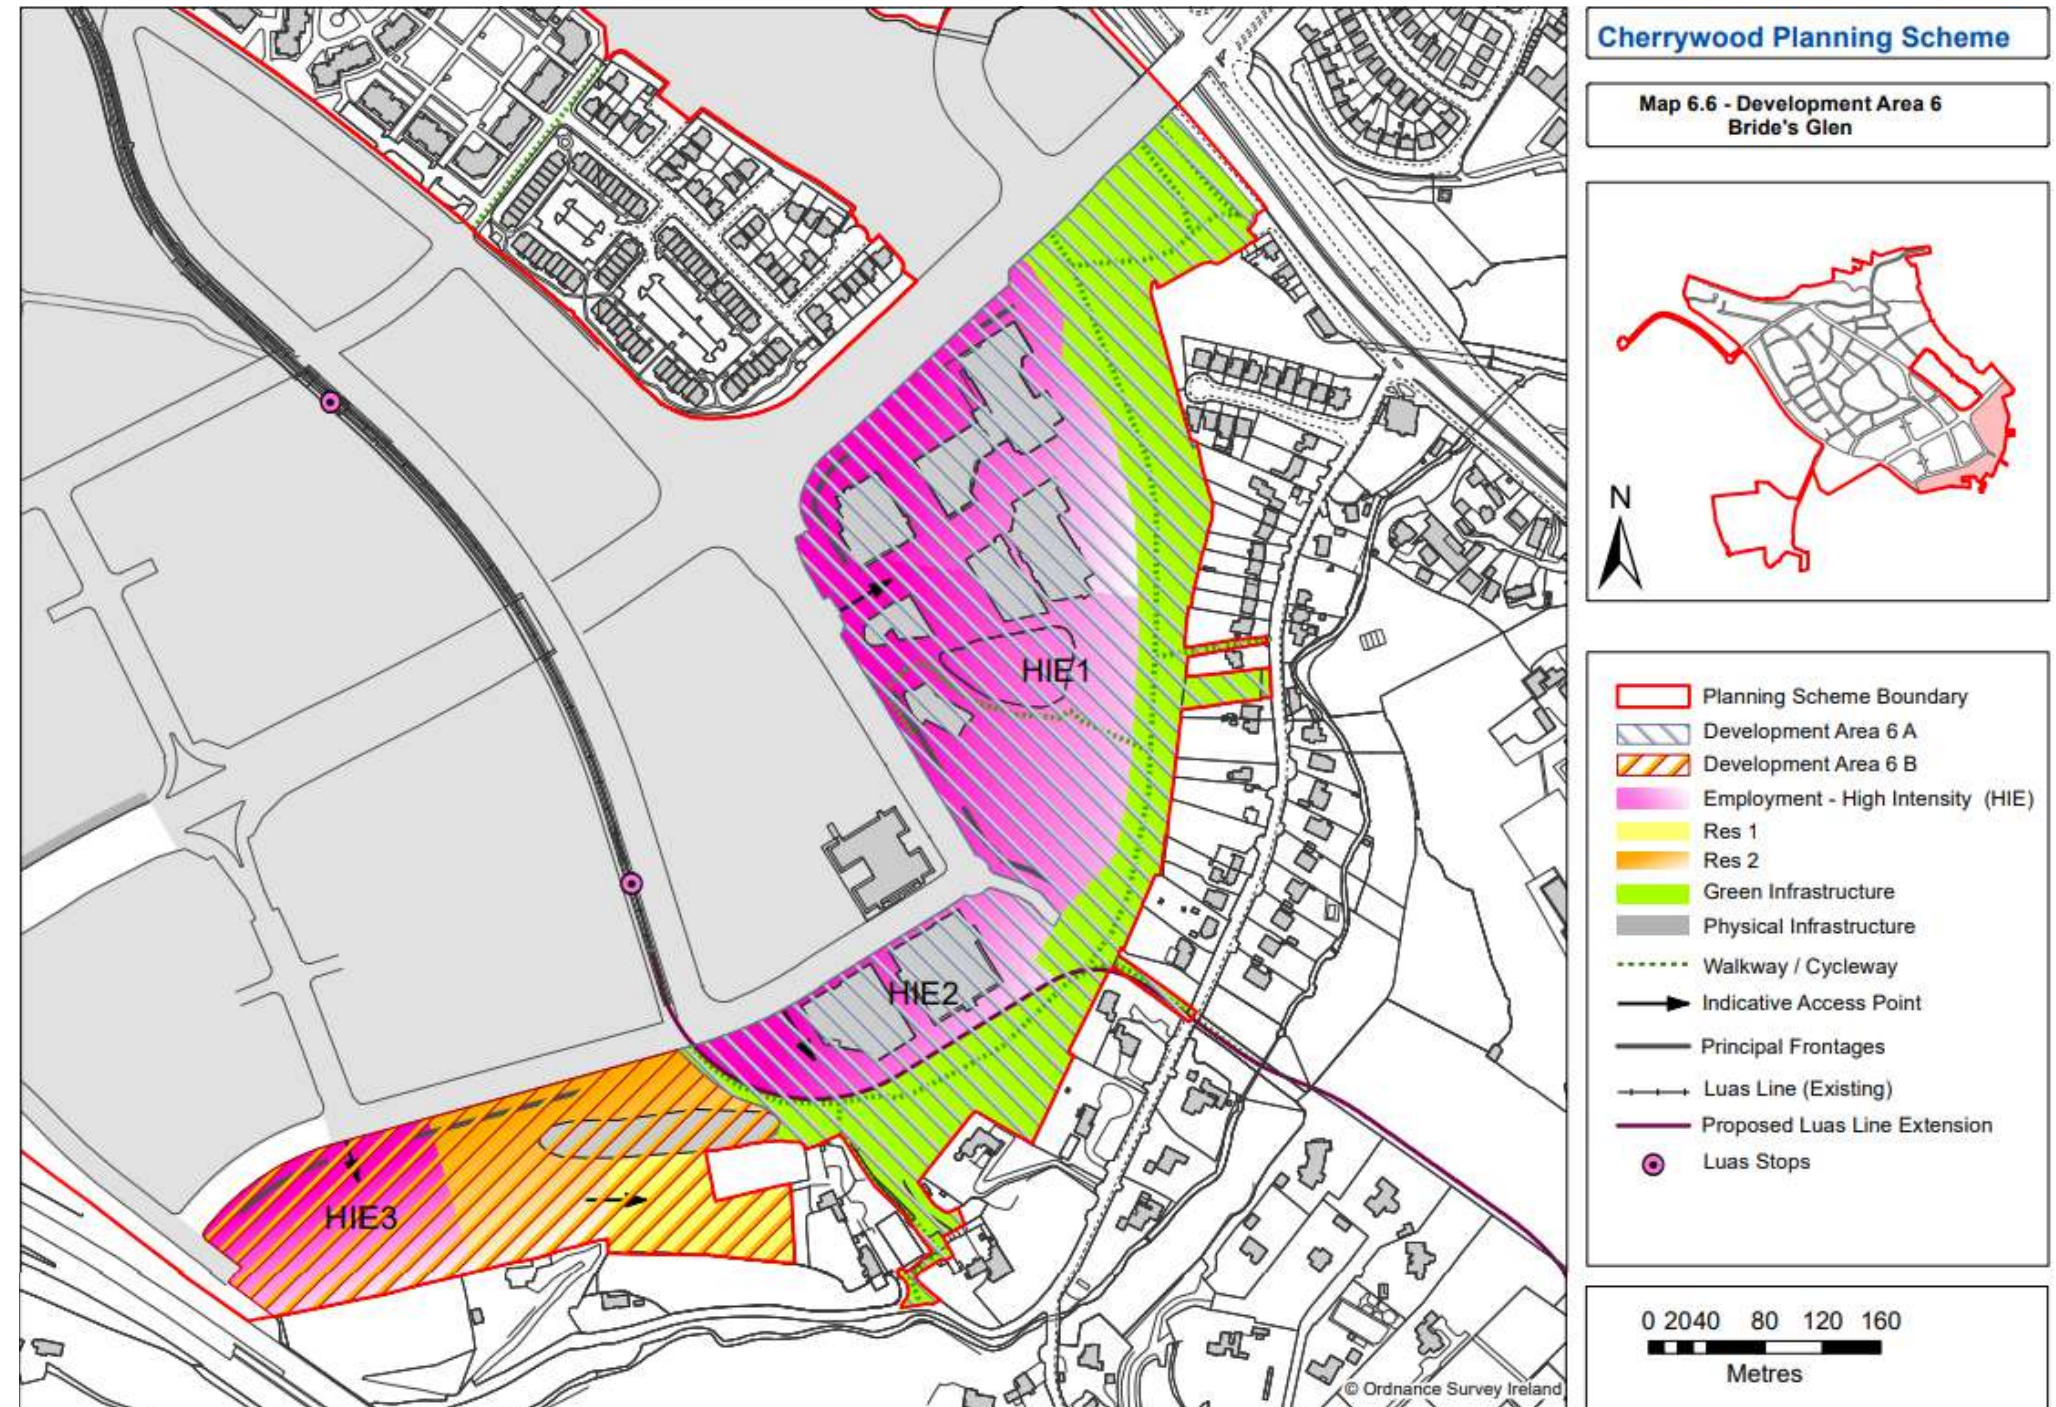 Cherrywood Planning Scheme
Map 6.6 - Development Area 6
Bride's Glen
N
HIE1
HIE2
HIE3
Planning Scheme Boundary
Development Area 6 A
Development Area 6 B
Employment - High Intensity (HIE)
Res 1
Res 2
Green Infrastructure
Physical Infrastructure
Walkway / Cycleway
Indicative Access Point
Principal Frontages
Luas Line (Existing)
Proposed Luas Line Extension
Luas Stops
0 2040 80 120 160
Metres
© Ordnance Survey Ireland